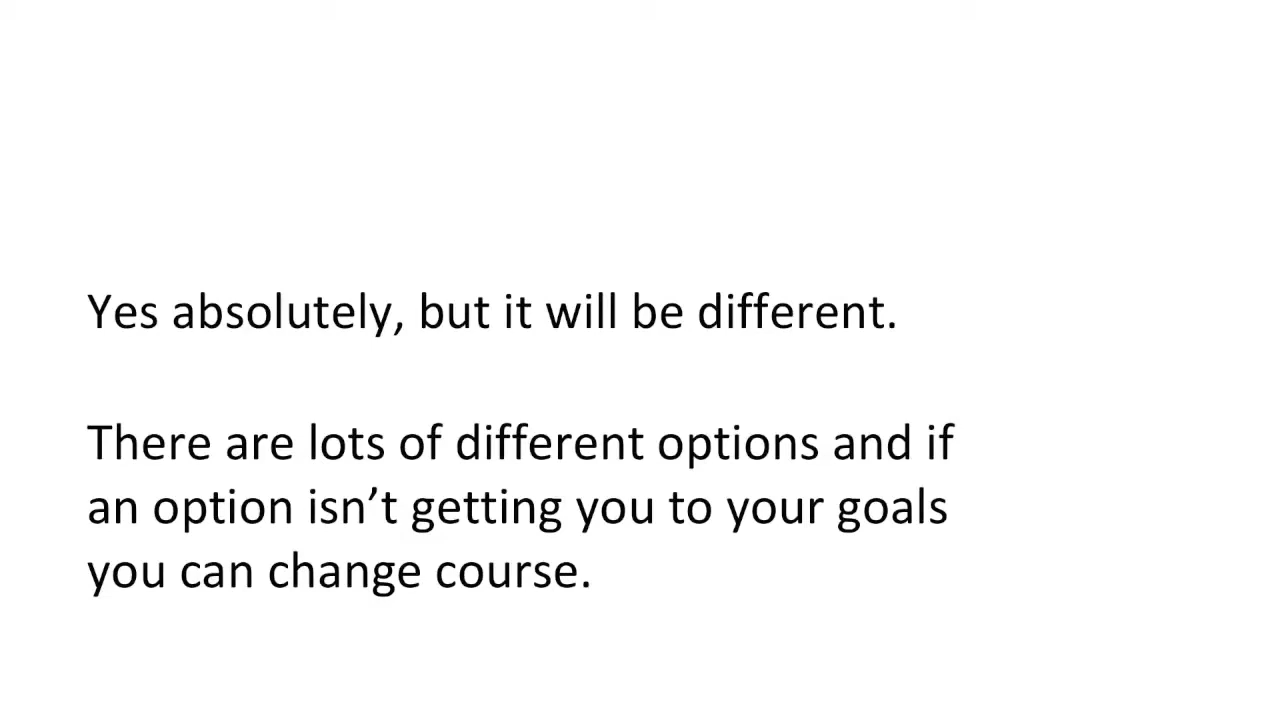 Yes absolutely, but it will be different.
There are lots of different options and if
an option isn’t getting you to your goals
you can change course.